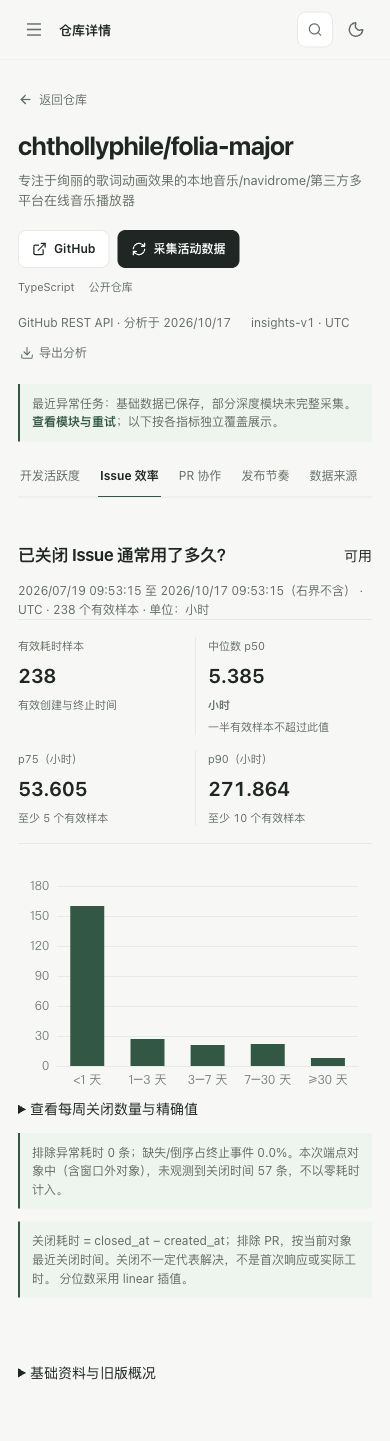 仓库详情
返回仓库
chthollyphile/folia-major
专注于绚丽的歌词动画效果的本地音乐/navidrome/第三方多
平台在线音乐播放器
GitHub 采集活动数据
TypeScript 公开仓库
GitHub REST API · 分析于 2026/10/17 insights-v1 · UTC
导出分析
最近异常任务：基础数据已保存，部分深度模块未完整采集。
查看模块与重试；以下按各指标独立覆盖展示。
开发活跃度 Issue 效率 PR 协作 发布节奏 数据来源
已关闭 Issue 通常用了多久? 可用
2026/07/19 09:53:15 至 2026/10/17 09:53:15（右界不含） ·
UTC · 238 个有效样本 · 单位：小时
有效耗时样本 中位数 p50
238 5.385
有效创建与终止时间 小时
一半有效样本不超过此值
p75（小时） p90（小时）
53.605 271.864
至少 5 个有效样本 至少 10 个有效样本
180
150
120
90
60
30
0
<1 天 1—3 天 3—7 天 7—30 天 ≥30 天
▶ 查看每周关闭数量与精确值
排除异常耗时 0 条；缺失/倒序占终止事件 0.0%。本次端点对
象中（含窗口外对象），未观测到关闭时间 57 条，不以零耗时
计入。
关闭耗时 = closed_at − created_at；排除 PR，按当前对象
最近关闭时间。关闭不一定代表解决，不是首次响应或实际工
时。 分位数采用 linear 插值。
▶ 基础资料与旧版概况